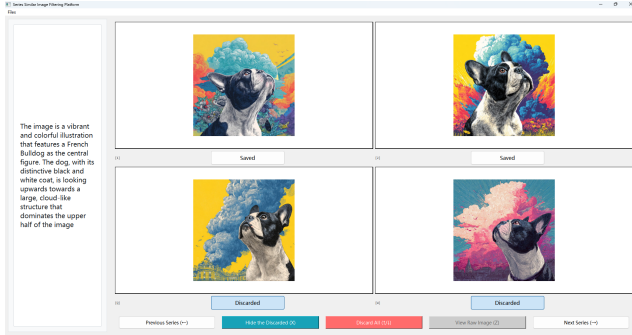 Series Similar Image Filtering Platform
Files
The image is a vibrant
and colorful illustration
that features a French
Bulldog as the central
figure. The dog, with its
distinctive black and
white coat, is looking
upwards towards a
large, cloud-like
structure that
dominates the upper
half of the image
Saved
Saved
Discarded
Discarded
Previous Series (←)
Hide the Discarded (X)
View Raw Image (Z)
Next Series (→)